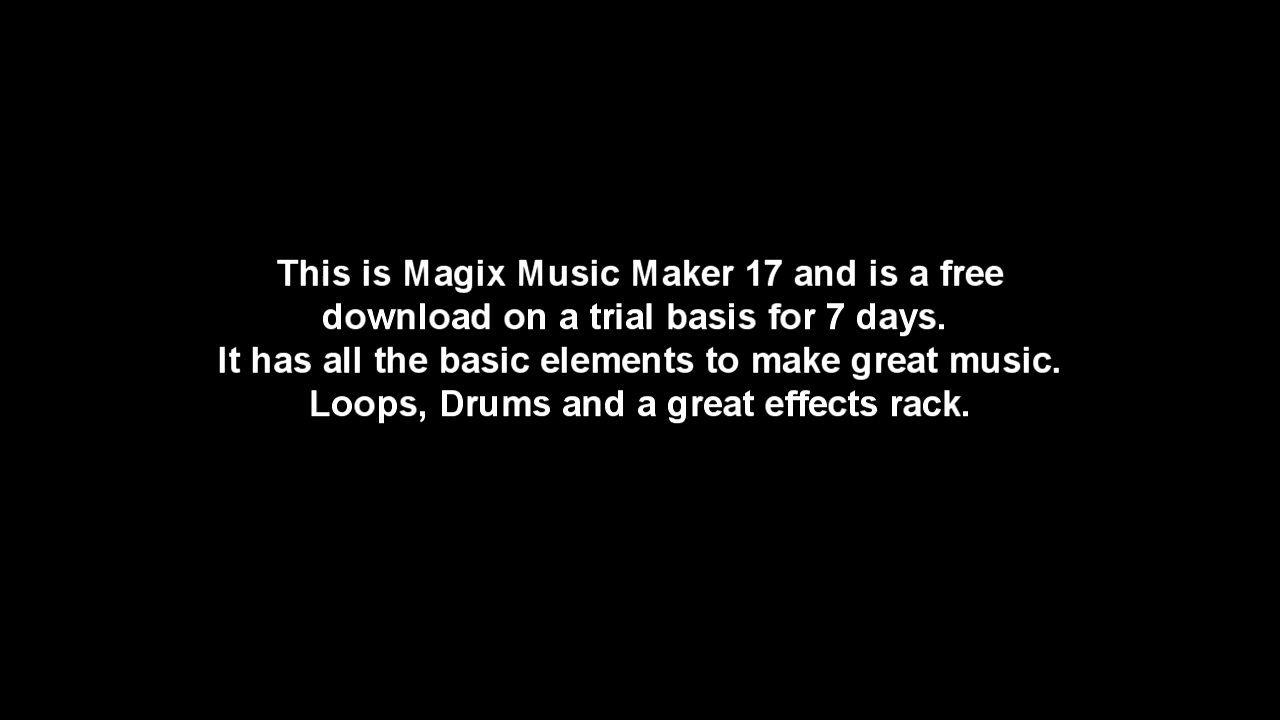 This is Magix Music Maker 17 and is a free
download on a trial basis for 7 days.
It has all the basic elements to make great music.
Loops, Drums and a great effects rack.